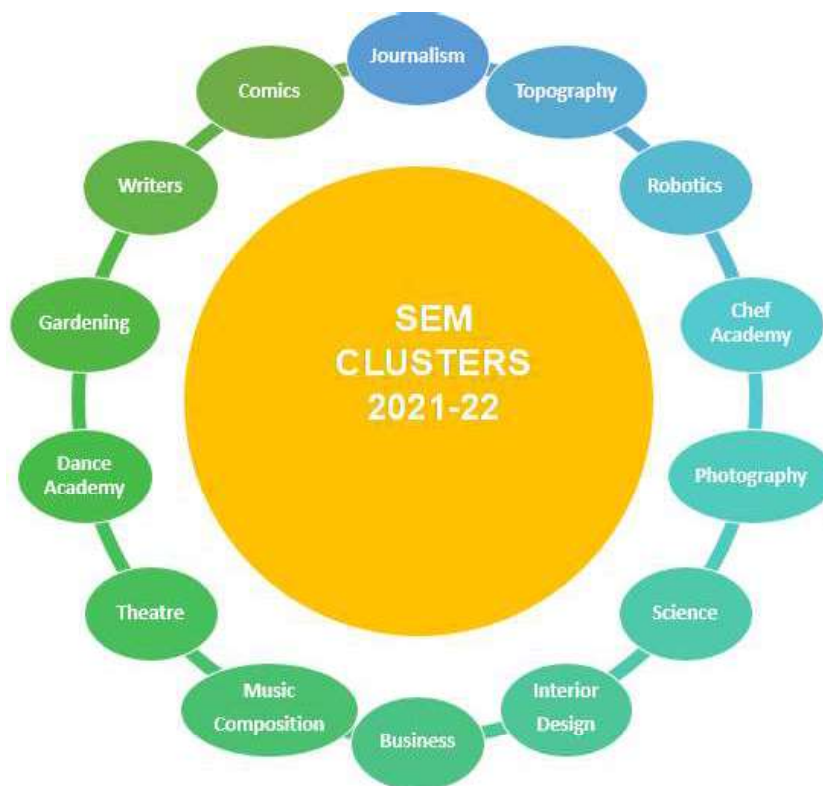 Journalism
Topography
Robotics
Chef
Academy
Photography
Science
Interior
Design
Business
Music
Composition
Theatre
Dance
Academy
Gardening
Writers
Comics
SEM
CLUSTERS
2021-22